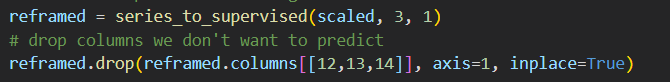 reframed = series_to_supervised(scaled, 3, 1)
# drop columns we don't want to predict
reframed.drop(reframed.columns[[12,13,14]], axis=1, inplace=True)